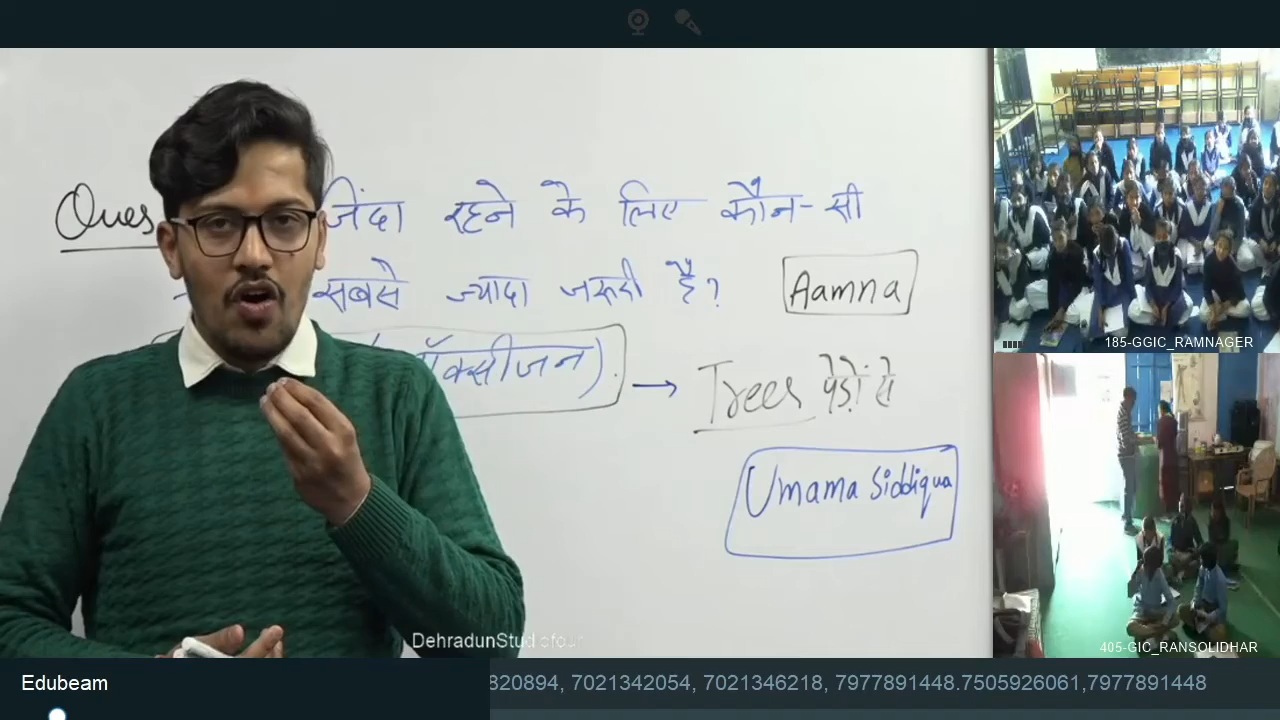 185-GGIC_RAMNAGER
Ques जिंदा रहने के लिए कौन-सी
सबसे ज्यादा जरूरी है?
Aamna
ऑक्सीजन).
→ Trees पेड़ों से
Umama Siddiqua
DehradunStud
405-GIC_RANSOLIDHAR
Edubeam
820894, 7021342054, 7021346218, 7977891448.7505926061,7977891448